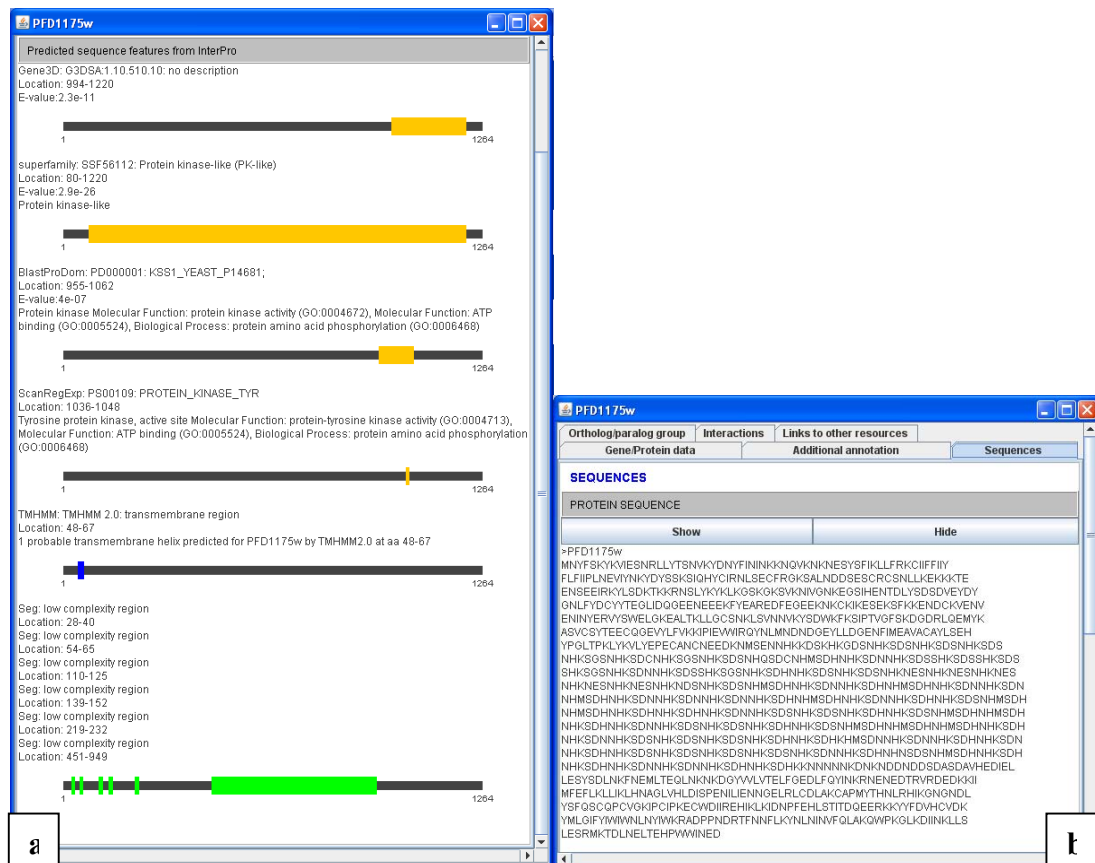 PFD1175w
Predicted sequence features from InterPro
Gene3D: G3DSA:1.10.510.10: no description
Location: 994-1220
E-value:2.3e-11
1 1264
superfamily: SSF56112: Protein kinase-like (PK-like)
Location: 80-1220
E-value:2.9e-26
Protein kinase-like
1 1264
BlastProDom: PD000001: KSS1_YEAST_P14681;
Location: 955-1062
E-value:4e-07
Protein kinase Molecular Function: protein kinase activity (GO:0004672), Molecular Function: ATP
binding (GO:0005524), Biological Process: protein amino acid phosphorylation (GO:0006468)
1 1264
ScanRegExp: PS00109: PROTEIN_KINASE_TYR
Location: 1036-1048
Tyrosine protein kinase, active site Molecular Function: protein-tyrosine kinase activity (GO:0004713),
Molecular Function: ATP binding (GO:0005524), Biological Process: protein amino acid phosphorylation
(GO:0006468)
1 1264
TMHMM: TMHMM 2.0: transmembrane region
Location: 48-67
1 probable transmembrane helix predicted for PFD1175w by TMHMM2.0 at aa 48-67
1 1264
Seg: low complexity region
Location: 28-40
Seg: low complexity region
Location: 54-65
Seg: low complexity region
Location: 110-125
Seg: low complexity region
Location: 139-152
Seg: low complexity region
Location: 219-232
Seg: low complexity region
Location: 451-949
1 1264
a
PFD1175w
Ortholog/paralog group Interactions Links to other resources
Gene/Protein data Additional annotation Sequences
SEQUENCES
PROTEIN SEQUENCE
Show Hide
>PFD1175w
MNYFSKYKVIESNRLLYTSNVKYDNYFININKKNQVKNKNESYSFIKLLFRKCIIFFIIY
FLFIIPLNEVIYNKYDYSSKSIQHYCIRNLSECFRGKSALNDDSESCRCSNLLKEKKKTE
ENSEEIRKYLSDKTKKRNSLYKYKLKGSKGKSVKNIVGNKEGSIHENTDLYSDSDVEYDY
GNLFYDCYYTEGLIDQGEENEEEKFYEAREDFEGEEKNKCKIKESEKSFKKENDCKVENV
ENINYERVYSWELGKEALTKLLGCSNKLSVNNVKYSDWKFKSIPTVGFSKDGDRLQEMYK
ASVCSYTEECQGEVYLFVKKIPIEVWIRQYNLMNDNDGEYLLDGENFIMEAVACAYLSEH
YPGLTPKLYKVLYEPECANCNEEDKNMSENNHKKDSKHKGDSNHKSDSNHKSDSNHKSDS
NHKSGSNHKSDCNHKSGSNHKSDSNHQSDCNHMSDHNNHKSDNNHKSDSSHKSDSSHKSDS
SHKSGSNHKSDNNHKSDSSHKSGSNHKSDHNHKSDSNHKSDSNHKNESNHKNESNHKNES
NHKNESNHKNESNHKNDSNHKSDSNHMSDHNHKSDNNHKSDHNHMSDHNHKSDNNHKSDN
NHMSDHNHKSDNNHKSDHNHKSDNNHMSDHNHKSDNNHKSDHNHKSDSNHMSDH
NHMSDHNHKSDHNHKSDHNHKSDNNHKSDSNHKSDSNHKSDHNHKSDSNHMSDHNHMSDH
NHKSDHNHKSDNNHKSDSNHKSDSNHKSDHNHKSDSNHMSDHNHMSDHNHKSDSNHKSDH
NHKSDNNHKSDSNHKSDSNHKSDSNHKSDHNHKSDHKHMSDNNHKSDNNHKSDHNHKSDN
NHKSDHNHKSDSNHKSDSNHKSDSNHKSDSNHKSDNNHKSDHNHNSDSNHMSDHNHKSDH
NHKSDHNHKSDNNHKSDNNHKSDHNHKSDHKKNNNNNKDNKNDDNDDSDASDAVHEDIEL
LESYSDLNKFNEMLTEQLNKNKDGYVVLVTELFGEDLFQYINKRNENEDTRVRDEDKKII
MFEFLKLLIKLHNAGLVHLDISPENILIENNGELRLCDLAKCAPMYTHNLRHIKGNGNDL
YSFQSCQPCVGKIPCIPKECWDIIREHIKLKIDNPFEHLSTITDQEERKKYYFDVHCVDK
YMLGIFYIWIWNLNYIWKRADPPNDRTFNNFLKYNLNINVFQLAKQWPKGLKDIINKLLS
LESRMKTDLNELTEHPWWINED